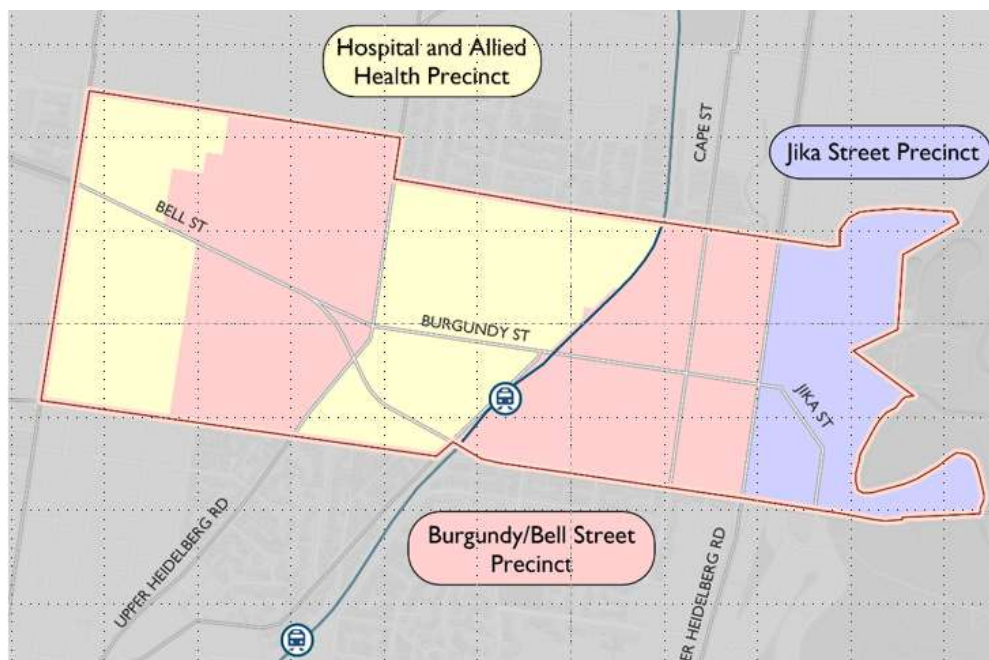 Hospital and Allied
Health Precinct
CAPE ST
Jika Street Precinct
BELL ST
BURGUNDY ST
JIKA ST
UPPER HEIDELBERG RD
Burgundy/Bell Street
Precinct
ER HEIDELBERG RD